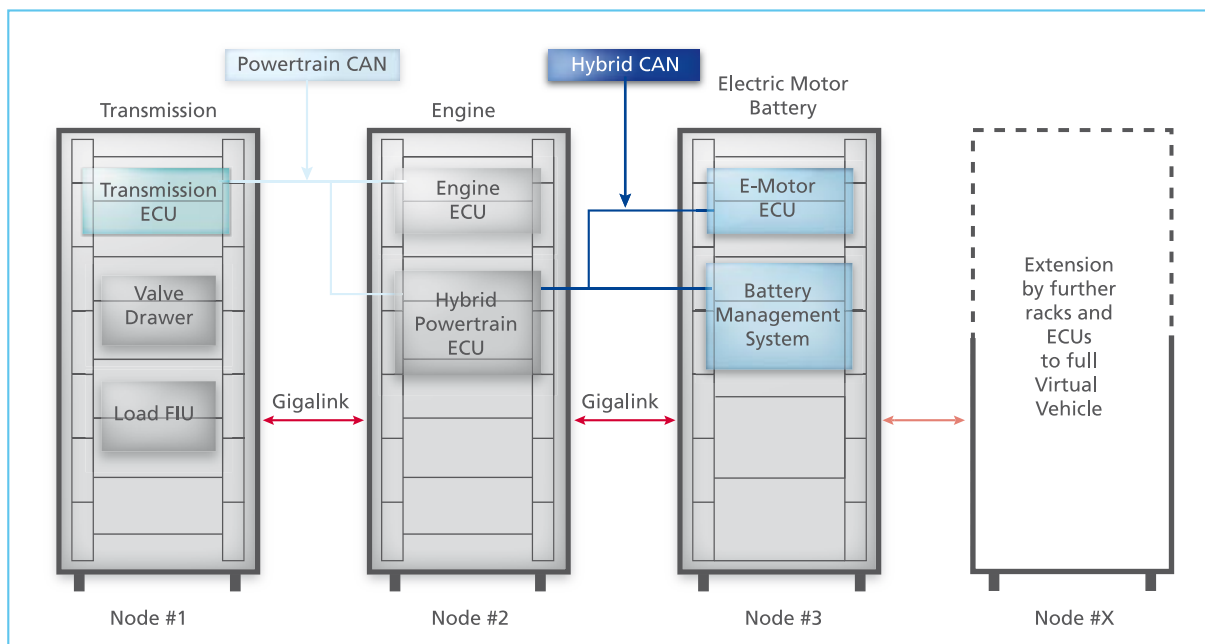 Powertrain CAN
Hybrid CAN
Transmission
Engine
Electric Motor
Battery
Transmission
ECU
Valve
Drawer
Load FIU
Engine
ECU
Hybrid
Powertrain
ECU
E-Motor
ECU
Battery
Management
System
Extension
by further
racks and
ECUs
to full
Virtual
Vehicle
Gigalink
Gigalink
Node #1
Node #2
Node #3
Node #X